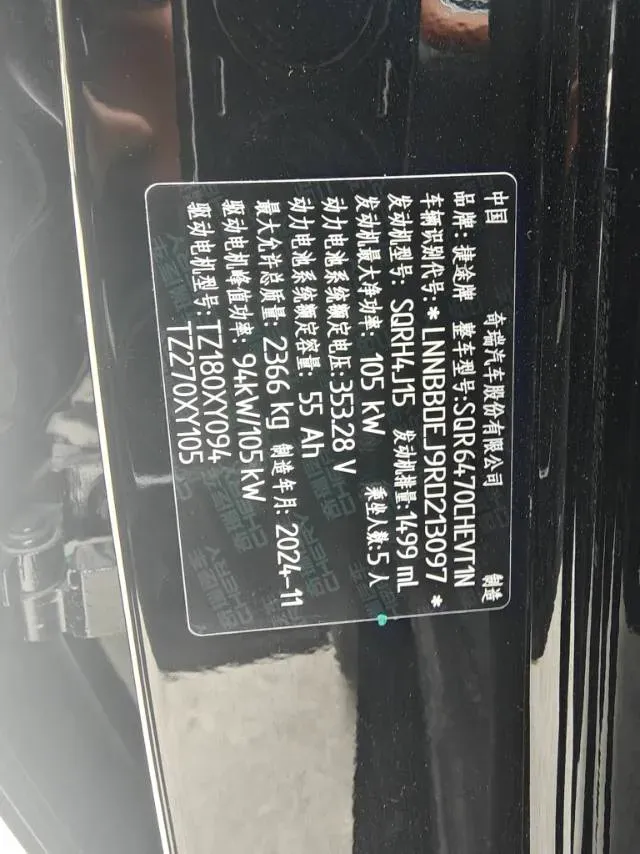 中国 奇瑞汽车股份有限公司 制造
品牌:捷途牌 整车型号:SQR6470CHEVT1N
车辆识别代号:*LNNBBDEJ9RD213097*
发动机型号:SQRH4J15 发动机排量:1499 mL
发动机最大净功率: 105 kW 乘坐人数:5人
动力电池系统额定电压:353.28 V
动力电池系统额定容量: 55 Ah
最大允许总质量: 2366 kg 制造年月: 2024-11
驱动电机峰值功率: 94kW/105kW
驱动电机型号:TZ180XY094
TZ270XY105